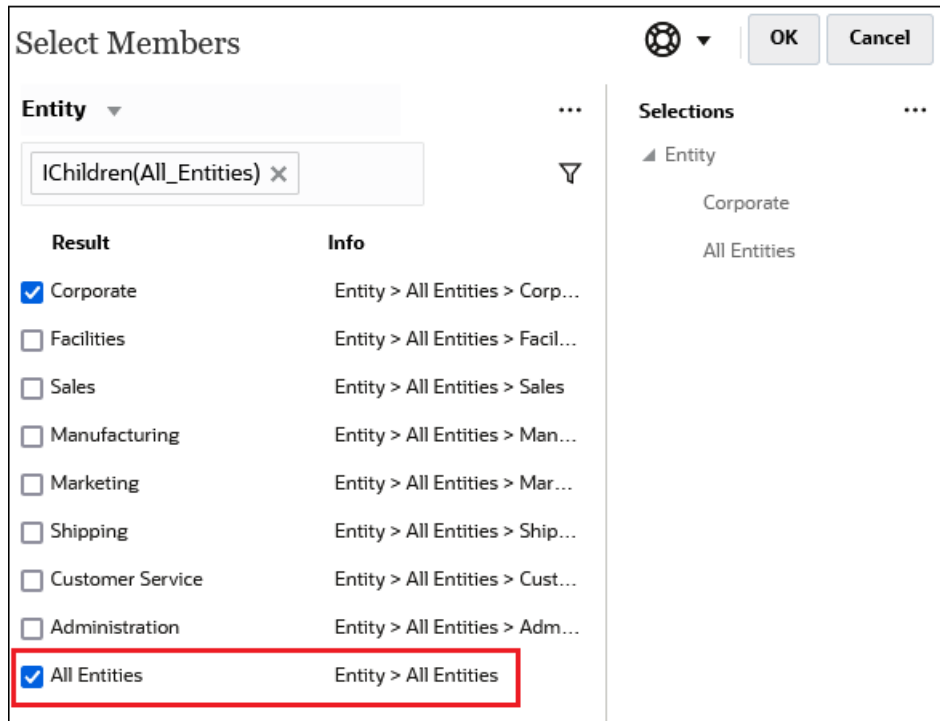 Select Members
OK
Cancel
Entity
...
IChildren(All_Entities) ×
Result Info
Corporate Entity > All Entities > Corp...
Facilities Entity > All Entities > Facil...
Sales Entity > All Entities > Sales
Manufacturing Entity > All Entities > Man...
Marketing Entity > All Entities > Mar...
Shipping Entity > All Entities > Ship...
Customer Service Entity > All Entities > Cust...
Administration Entity > All Entities > Adm...
All Entities Entity > All Entities
Selections ...
Entity
Corporate
All Entities